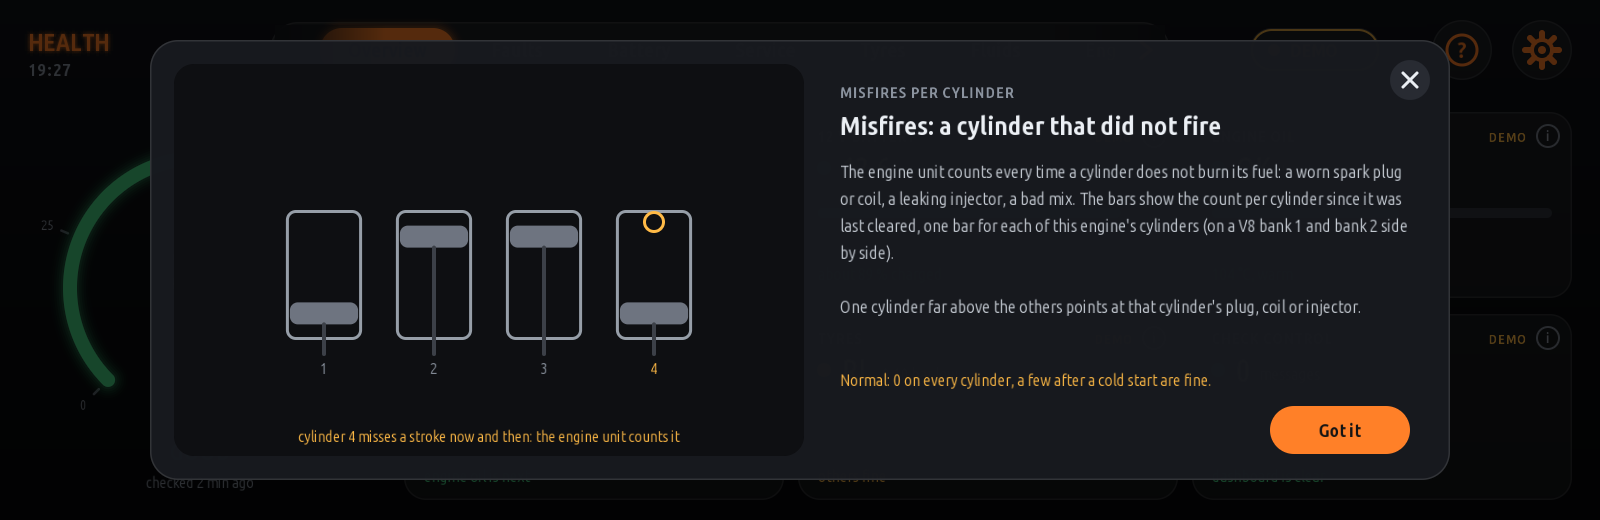 HEALTH
19:27
?
MISFIRES PER CYLINDER
Misfires: a cylinder that did not fire
The engine unit counts every time a cylinder does not burn its fuel: a worn spark plug
or coil, a leaking injector, a bad mix. The bars show the count per cylinder since it was
last cleared, one bar for each of this engine's cylinders (on a V8 bank 1 and bank 2 side
by side).
One cylinder far above the others points at that cylinder's plug, coil or injector.
Normal: 0 on every cylinder, a few after a cold start are fine.
Got it
1 2 3 4
cylinder 4 misses a stroke now and then: the engine unit counts it
DEMO i
DEMO i
25
0
checked 2 min ago